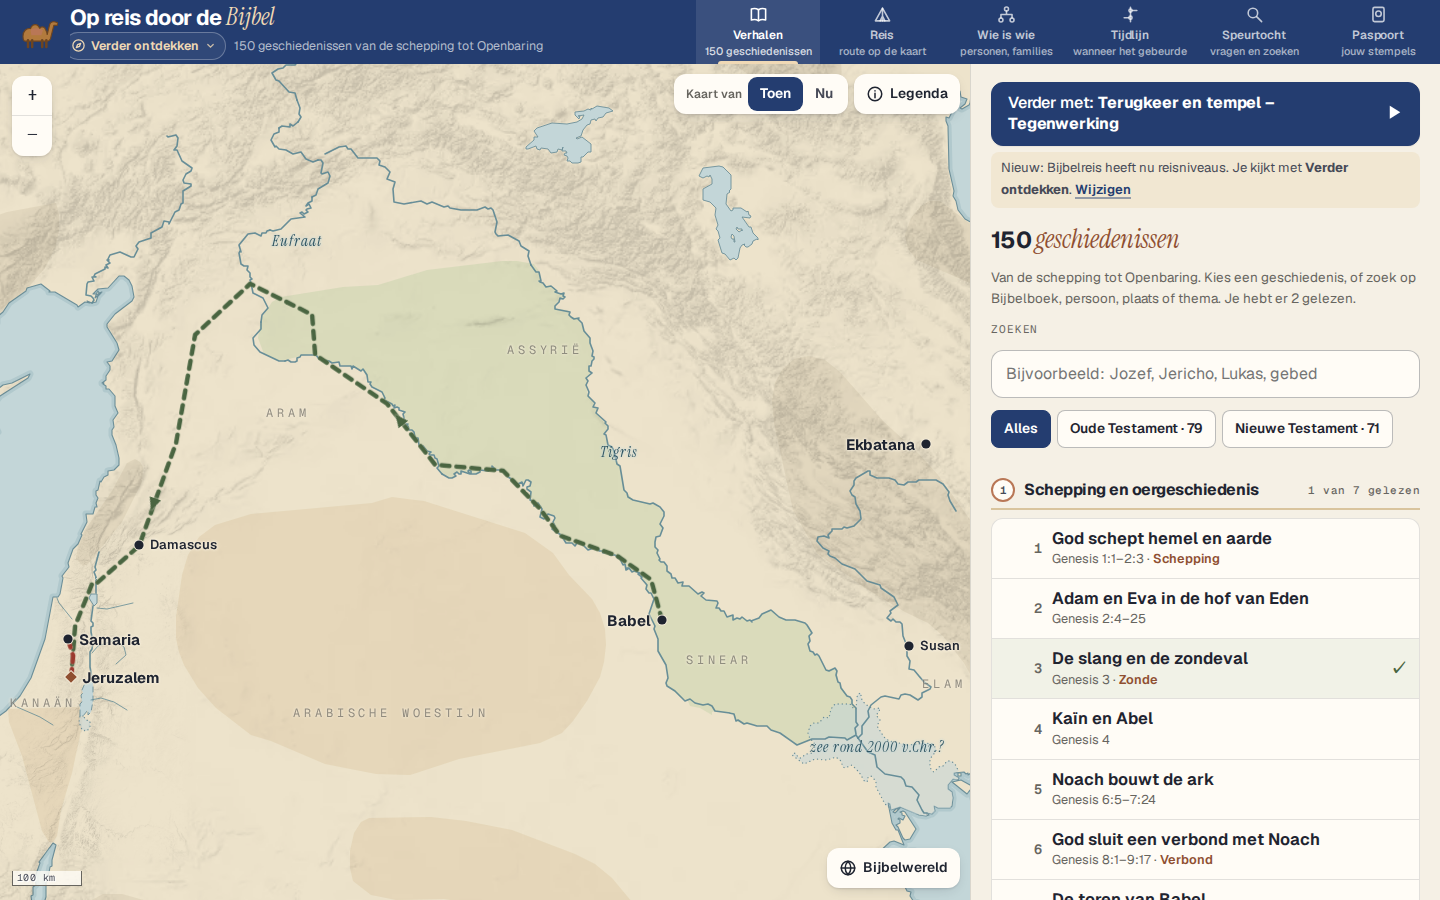 Op reis door de Bijbel
Verder ontdekken
150 geschiedenissen van de schepping tot Openbaring
Verhalen
150 geschiedenissen
Reis
route op de kaart
Wie is wie
personen, families
Tijdlijn
wanneer het gebeurde
Speurtocht
vragen en zoeken
Paspoort
jouw stempels
+
−
Kaart van
Toen
Nu
Legenda
Eufraat
ASSYRIË
ARAM
Tigris
Ekbatana
Damascus
Babel
Samaria
Susan
SINEAR
Jeruzalem
ELAM
KANAÄN
ARABISCHE WOESTIJN
zee rond 2000 v.Chr.?
Bijbelwereld
100 km
Verder met: Terugkeer en tempel –
Tegenwerking
Nieuw: Bijbelreis heeft nu reisniveaus. Je kijkt met Verder
ontdekken. Wijzigen
150 geschiedenissen
Van de schepping tot Openbaring. Kies een geschiedenis, of zoek op
Bijbelboek, persoon, plaats of thema. Je hebt er 2 gelezen.
ZOEKEN
Bijvoorbeeld: Jozef, Jericho, Lukas, gebed
Alles
Oude Testament · 79
Nieuwe Testament · 71
1 Schepping en oergeschiedenis 1 van 7 gelezen
1 God schept hemel en aarde
Genesis 1:1–2:3 · Schepping
2 Adam en Eva in de hof van Eden
Genesis 2:4–25
3 De slang en de zondeval ✓
Genesis 3 · Zonde
4 Kaïn en Abel
Genesis 4
5 Noach bouwt de ark
Genesis 6:5–7:24
6 God sluit een verbond met Noach
Genesis 8:1–9:17 · Verbond
De toren van Babel